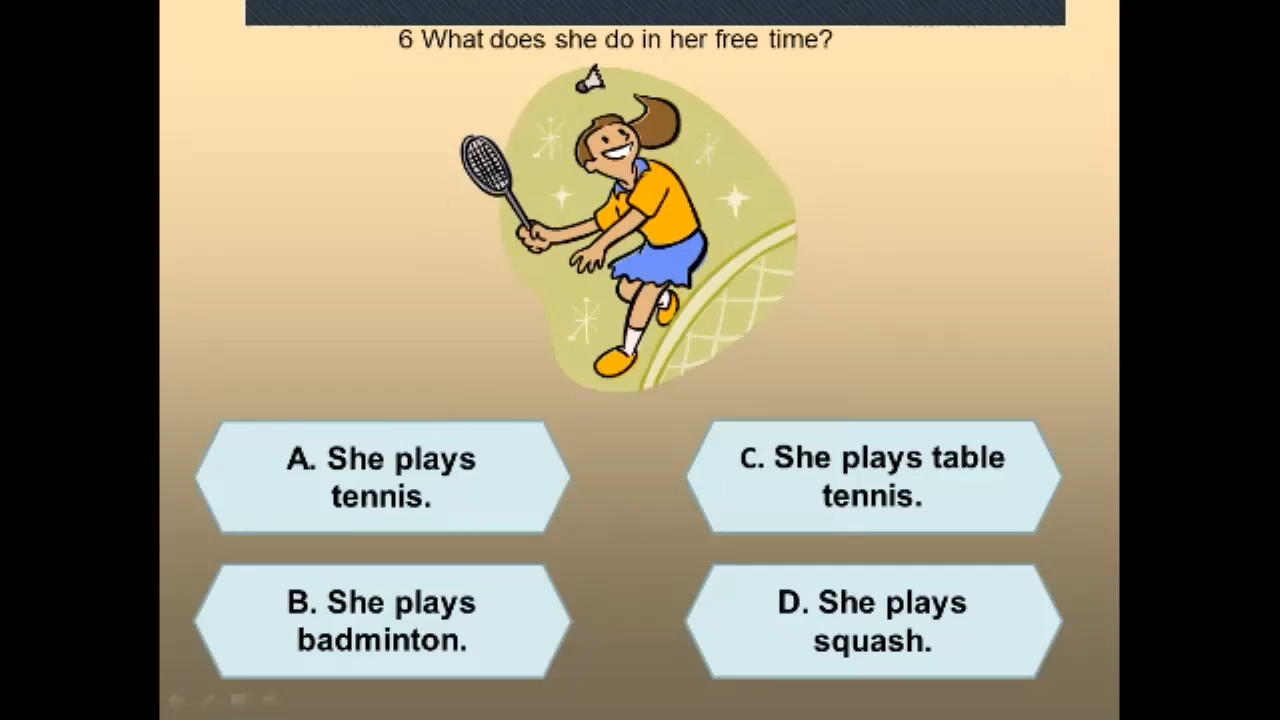 6 What does she do in her free time?
A. She plays
tennis.
C. She plays table
tennis.
B. She plays
badminton.
D. She plays
squash.